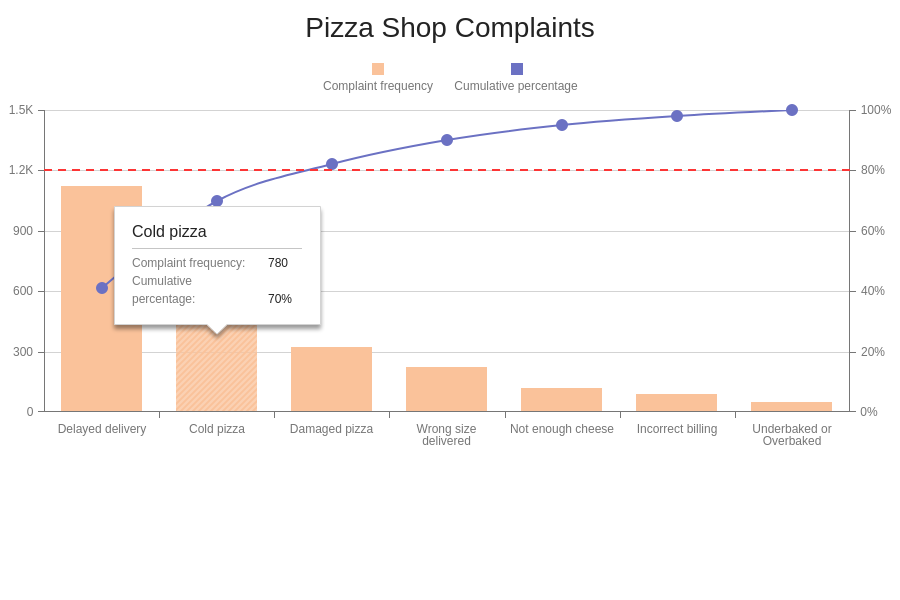 Pizza Shop Complaints
Complaint frequency
Cumulative percentage
1.5K
100%
1.2K
80%
900
60%
600
40%
300
20%
0
0%
Cold pizza
Complaint frequency: 780
Cumulative
percentage: 70%
Delayed delivery
Cold pizza
Damaged pizza
Wrong size
delivered
Not enough cheese
Incorrect billing
Underbaked or
Overbaked